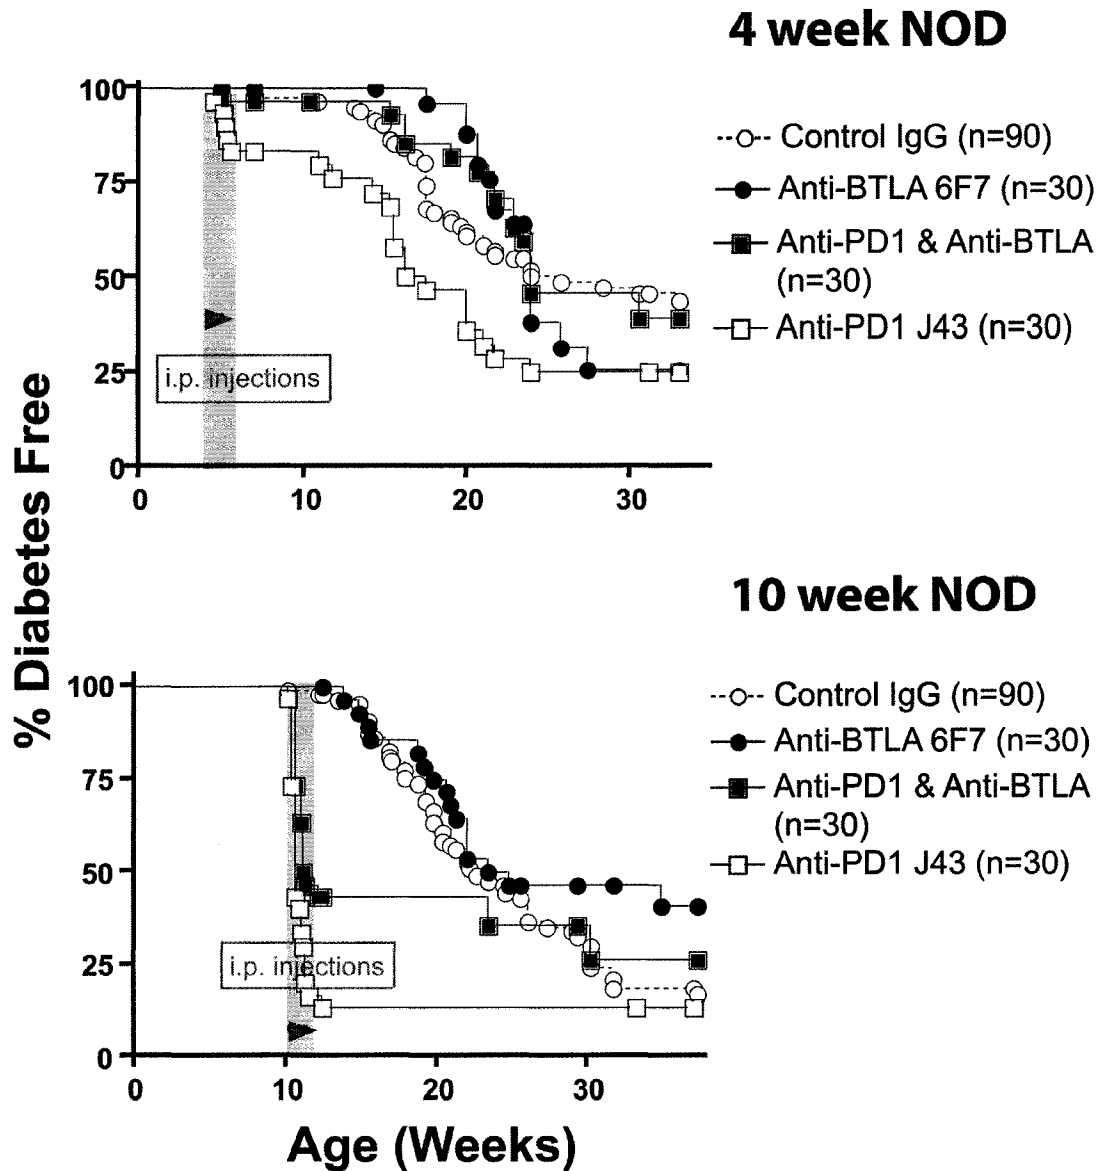 4 week NOD
100
75
50
25
0
0 10 20 30
i.p. injections
Control IgG (n=90)
Anti-BTLA 6F7 (n=30)
Anti-PD1 & Anti-BTLA
(n=30)
Anti-PD1 J43 (n=30)
% Diabetes Free
10 week NOD
100
75
50
25
0
0 10 20 30
i.p. injections
Control IgG (n=90)
Anti-BTLA 6F7 (n=30)
Anti-PD1 & Anti-BTLA
(n=30)
Anti-PD1 J43 (n=30)
Age (Weeks)